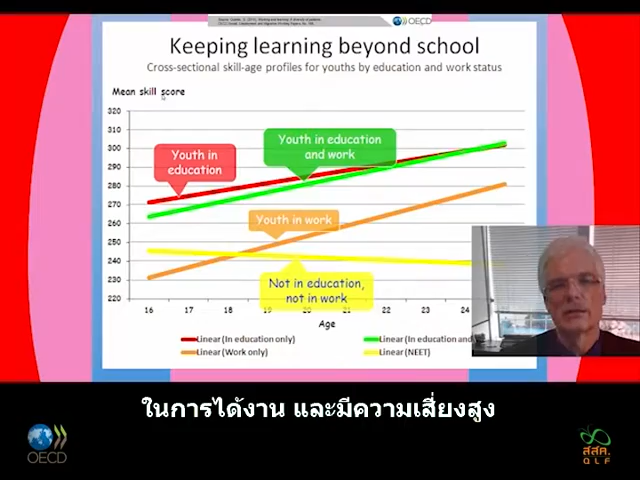 OECD
Keeping learning beyond school
Cross-sectional skill-age profiles for youths by education and work status
Mean skill score
320
310
300
290
280
270
260
250
240
230
220
Youth in
education
Youth in education
and work
Youth in work
Not in education,
not in work
16
17
18
19
20
21
22
23
24
Age
Linear (In education only)
Linear (In education and
Linear (Work only)
Linear (NEET)
ในการได้งาน และมีความเสี่ยงสูง
OECD
สสค.
QLF